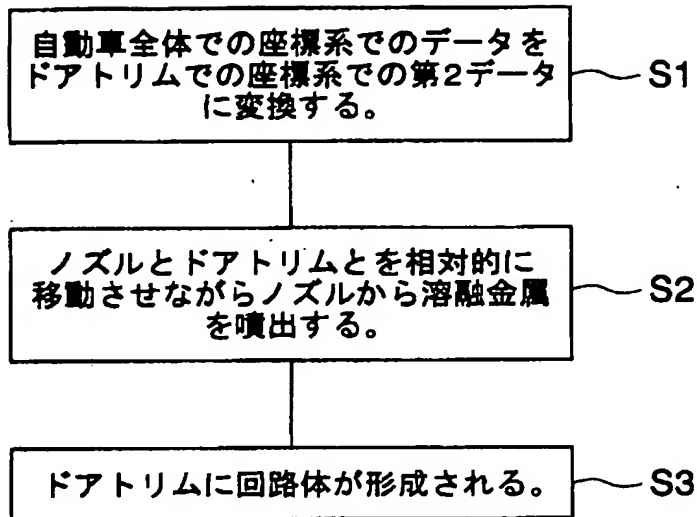 自動車全体での座標系でのデータを
ドアトリムでの座標系での第2データ
に変換する。
S1
ノズルとドアトリムとを相対的に
移動させながらノズルから溶融金属
を噴出する。
S2
ドアトリムに回路体が形成される。
S3